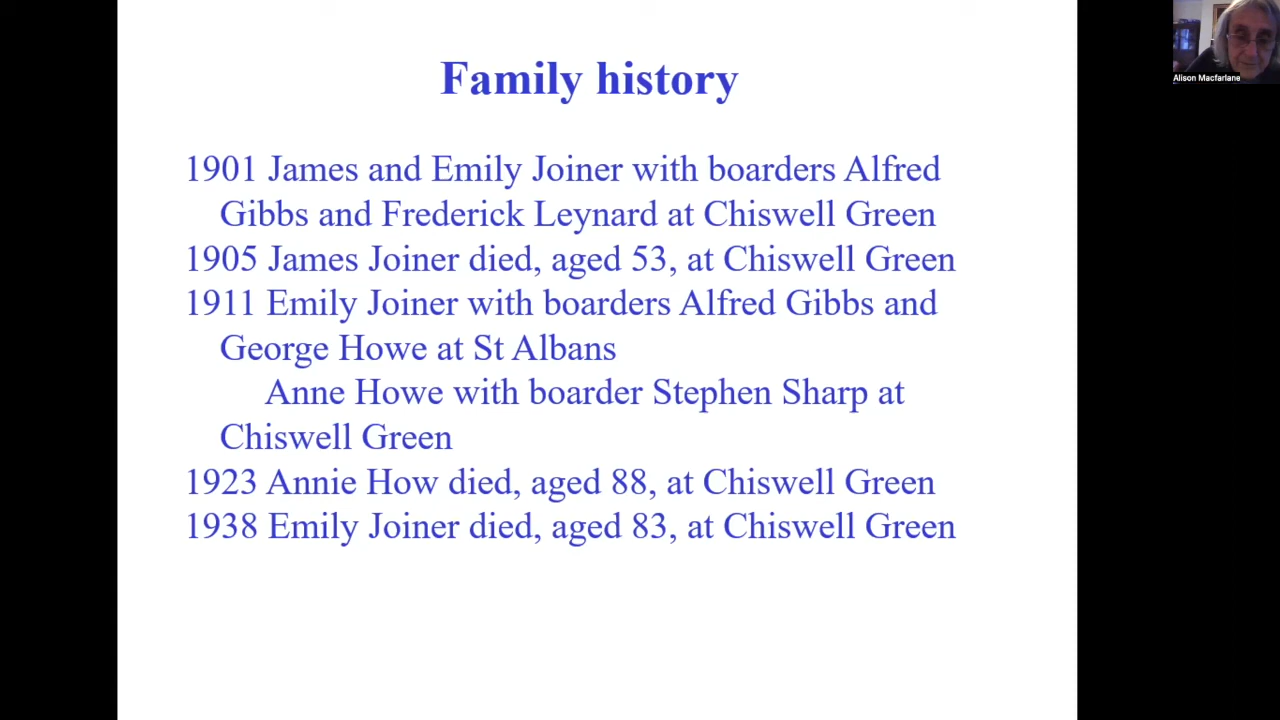 Family history
1901 James and Emily Joiner with boarders Alfred
Gibbs and Frederick Leynard at Chiswell Green
1905 James Joiner died, aged 53, at Chiswell Green
1911 Emily Joiner with boarders Alfred Gibbs and
George Howe at St Albans
Anne Howe with boarder Stephen Sharp at
Chiswell Green
1923 Annie How died, aged 88, at Chiswell Green
1938 Emily Joiner died, aged 83, at Chiswell Green
Alison Macfarlane